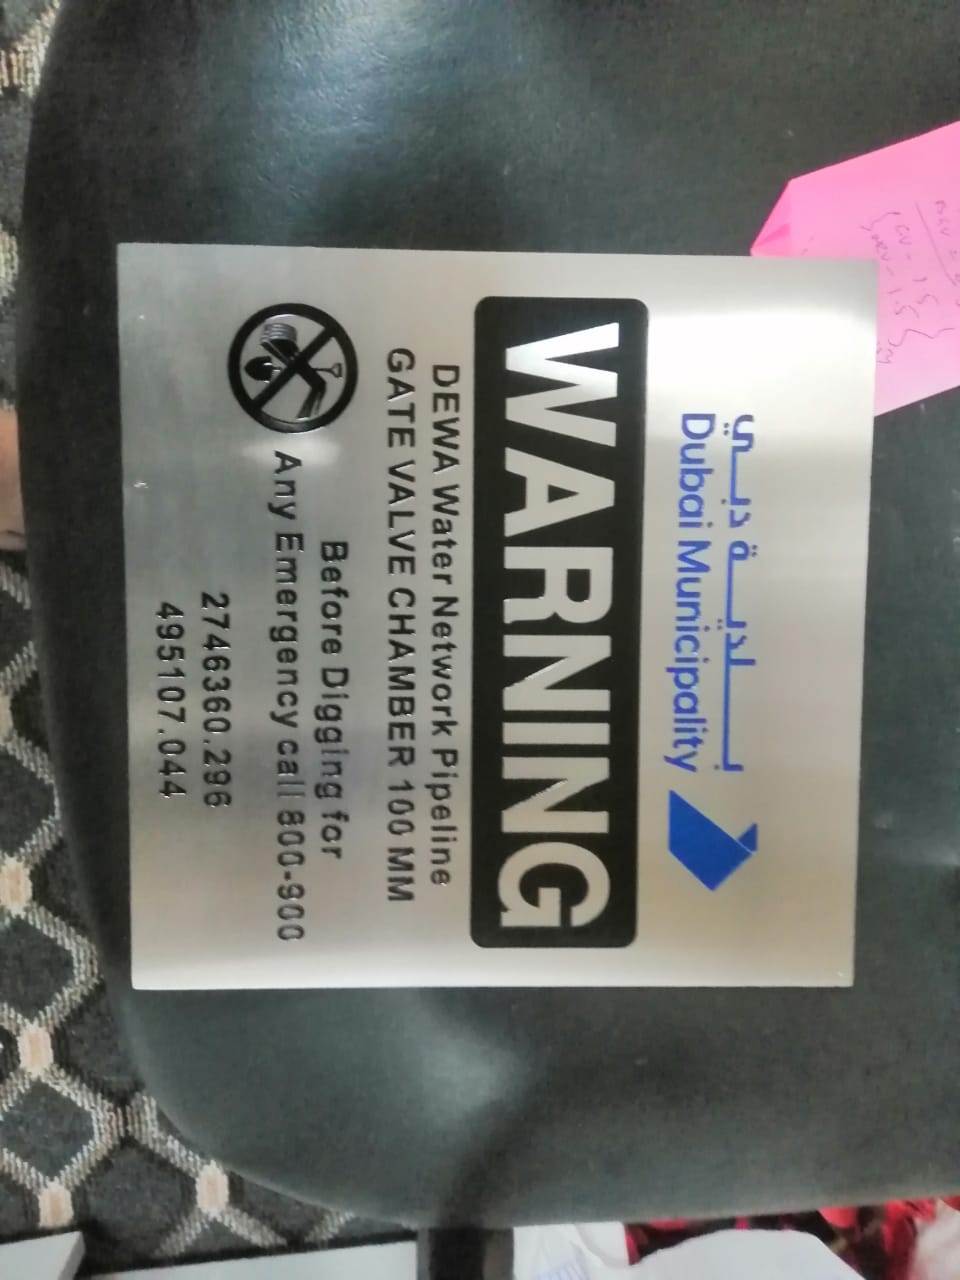 بلدية دبي
Dubai Municipality
WARNING
DEWA Water Network Pipeline
GATE VALVE CHAMBER 100 MM
Before Digging for
Any Emergency call 800-900
2746360.296
495107.044